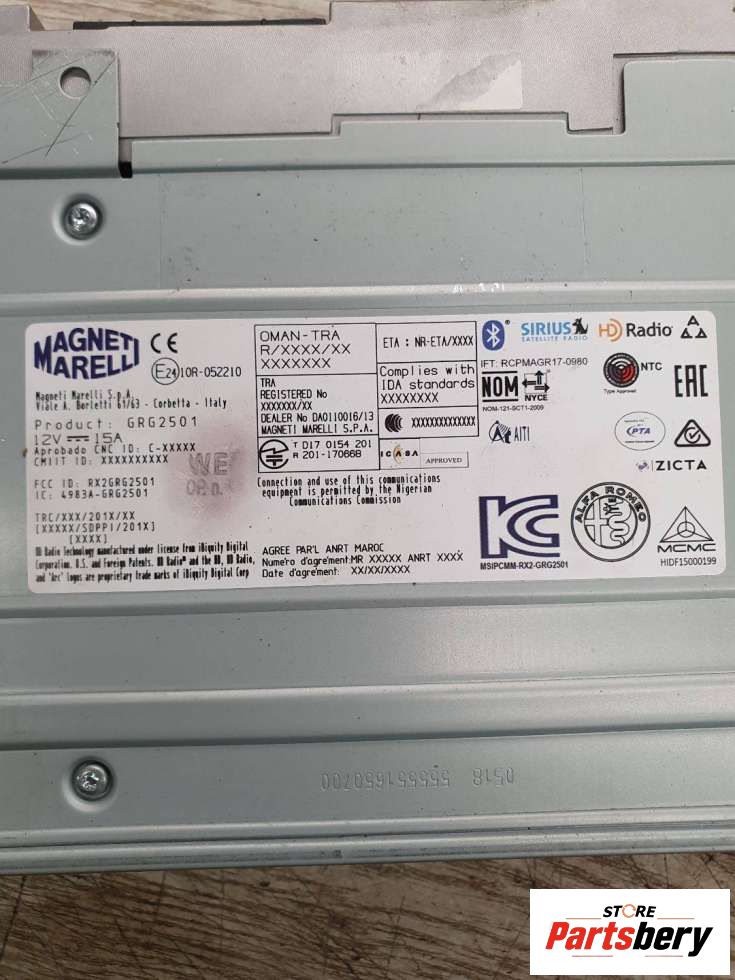 MAGNETI
MARELLI
CE
E24 10R-052210
Magneti Marelli S.p.A.
Viale A. Borletti 61/63 - Corbetta - Italy
Product: GRG2501
12V 15A
Aprobado CNC ID: C-XXXXX
CMIIT ID: XXXXXXXXXX
FCC ID: RX2GRG2501
IC: 4983A-GRG2501
TRC/XXX/201X/XX
[XXXXX/SDPPI/201X]
[XXXX]
HD Radio Technology manufactured under license from iBiquity Digital
Corporation. U.S. and Foreign Patents. HD Radio™ and the HD, HD Radio,
and "Arc" logos are proprietary trade marks of iBiquity Digital Corp
WE
OMAN-TRA
R/XXXX/XX
XXXXXXX
TRA
REGISTERED No
XXXXXXX/XX
DEALER No DA0110016/13
MAGNETI MARELLI S.P.A.
T D17 0154 201
R 201-170668
ETA : NR-ETA/XXXX
Complies with
IDA standards
XXXXXXXX
XXXXXXXXXXXXXX
ICASA
APPROVED
Connection and use of this communications
equipment is permitted by the Nigerian
Communications Commission
AGREE PAR'L ANRT MAROC
Numero d'agrément:MR XXXXX ANRT XXXX
Date d'agrément: XX/XX/XXXX
SIRIUS
SATELLITE RADIO
HD Radio
IFT: RCPMAGR17-0980
NOM
NYCE
NOM-121-SCT1-2009
NTC
Type Approved
EAC
AITI
PTA
ZICTA
KC
MSIPCMM-RX2-GRG2501
ALFA ROMEO
MCMC
HIDF15000199
0518 555551650700
STORE
Partsbery